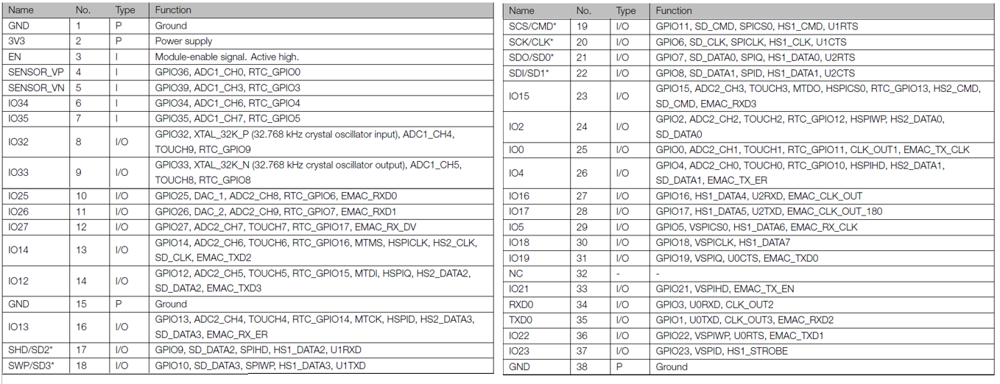 Name No. Type Function
GND 1 P Ground
3V3 2 P Power supply
EN 3 I Module-enable signal. Active high.
SENSOR_VP 4 I GPIO36, ADC1_CH0, RTC_GPIO0
SENSOR_VN 5 I GPIO39, ADC1_CH3, RTC_GPIO3
IO34 6 I GPIO34, ADC1_CH6, RTC_GPIO4
IO35 7 I GPIO35, ADC1_CH7, RTC_GPIO5
IO32 8 I/O GPIO32, XTAL_32K_P (32.768 kHz crystal oscillator input), ADC1_CH4,
TOUCH9, RTC_GPIO9
IO33 9 I/O GPIO33, XTAL_32K_N (32.768 kHz crystal oscillator output), ADC1_CH5,
TOUCH8, RTC_GPIO8
IO25 10 I/O GPIO25, DAC_1, ADC2_CH8, RTC_GPIO6, EMAC_RXD0
IO26 11 I/O GPIO26, DAC_2, ADC2_CH9, RTC_GPIO7, EMAC_RXD1
IO27 12 I/O GPIO27, ADC2_CH7, TOUCH7, RTC_GPIO17, EMAC_RX_DV
IO14 13 I/O GPIO14, ADC2_CH6, TOUCH6, RTC_GPIO16, MTMS, HSPICLK, HS2_CLK,
SD_CLK, EMAC_TXD2
IO12 14 I/O GPIO12, ADC2_CH5, TOUCH5, RTC_GPIO15, MTDI, HSPIQ, HS2_DATA2,
SD_DATA2, EMAC_TXD3
GND 15 P Ground
IO13 16 I/O GPIO13, ADC2_CH4, TOUCH4, RTC_GPIO14, MTCK, HSPID, HS2_DATA3,
SD_DATA3, EMAC_RX_ER
SHD/SD2* 17 I/O GPIO9, SD_DATA2, SPIHD, HS1_DATA2, U1RXD
SWP/SD3* 18 I/O GPIO10, SD_DATA3, SPIWP, HS1_DATA3, U1TXD
Name No. Type Function
SCS/CMD* 19 I/O GPIO11, SD_CMD, SPICS0, HS1_CMD, U1RTS
SCK/CLK* 20 I/O GPIO6, SD_CLK, SPICLK, HS1_CLK, U1CTS
SDO/SD0* 21 I/O GPIO7, SD_DATA0, SPIQ, HS1_DATA0, U2RTS
SDI/SD1* 22 I/O GPIO8, SD_DATA1, SPID, HS1_DATA1, U2CTS
IO15 23 I/O GPIO15, ADC2_CH3, TOUCH3, MTDO, HSPICS0, RTC_GPIO13, HS2_CMD,
SD_CMD, EMAC_RXD3
IO2 24 I/O GPIO2, ADC2_CH2, TOUCH2, RTC_GPIO12, HSPIWP, HS2_DATA0,
SD_DATA0
IO0 25 I/O GPIO0, ADC2_CH1, TOUCH1, RTC_GPIO11, CLK_OUT1, EMAC_TX_CLK
IO4 26 I/O GPIO4, ADC2_CH0, TOUCH0, RTC_GPIO10, HSPIHD, HS2_DATA1,
SD_DATA1, EMAC_TX_ER
IO16 27 I/O GPIO16, HS1_DATA4, U2RXD, EMAC_CLK_OUT
IO17 28 I/O GPIO17, HS1_DATA5, U2TXD, EMAC_CLK_OUT_180
IO5 29 I/O GPIO5, VSPICS0, HS1_DATA6, EMAC_RX_CLK
IO18 30 I/O GPIO18, VSPICLK, HS1_DATA7
IO19 31 I/O GPIO19, VSPIQ, U0CTS, EMAC_TXD0
NC 32 - -
IO21 33 I/O GPIO21, VSPIHD, EMAC_TX_EN
RXD0 34 I/O GPIO3, U0RXD, CLK_OUT2
TXD0 35 I/O GPIO1, U0TXD, CLK_OUT3, EMAC_RXD2
IO22 36 I/O GPIO22, VSPIWP, U0RTS, EMAC_TXD1
IO23 37 I/O GPIO23, VSPID, HS1_STROBE
GND 38 P Ground